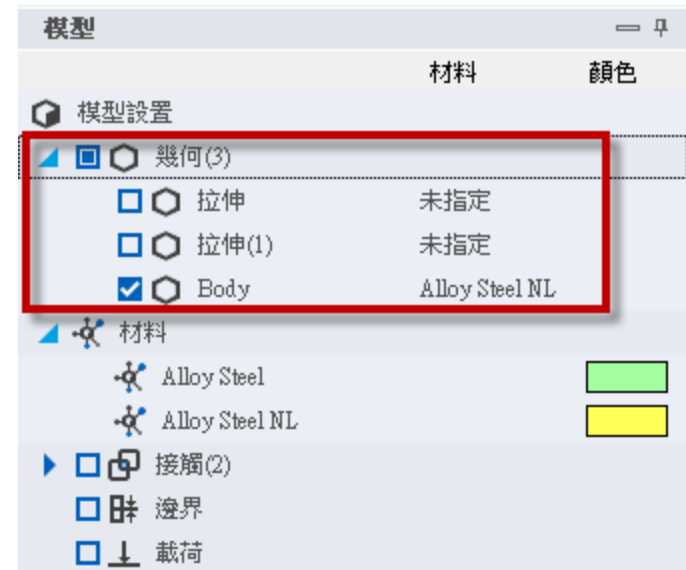 模型
材料 顏色
模型設置
幾何(3)
拉伸 未指定
拉伸(1) 未指定
Body Alloy Steel NL
材料
Alloy Steel
Alloy Steel NL
接觸(2)
邊界
載荷